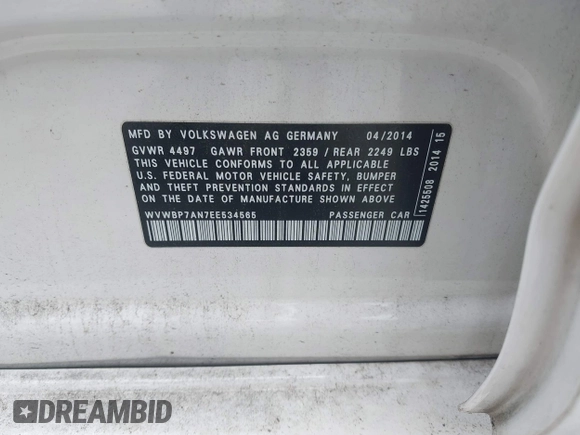 MFD BY VOLKSWAGEN AG GERMANY 04/2014
GVWR 4497 GAWR FRONT 2359 / REAR 2249 LBS
THIS VEHICLE CONFORMS TO ALL APPLICABLE
U.S. FEDERAL MOTOR VEHICLE SAFETY, BUMPER
AND THEFT PREVENTION STANDARDS IN EFFECT
ON THE DATE OF MANUFACTURE SHOWN ABOVE
WVWBP7AN7EE534565 PASSENGER CAR
1425508 2014 15
DREAMBID